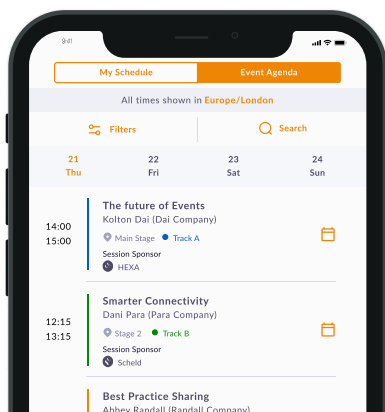 My Schedule
Event Agenda
All times shown in Europe/London
Filters
Search
21
Thu
22
Fri
23
Sat
24
Sun
14:00
15:00
The future of Events
Kolton Dai (Dai Company)
Main Stage
Track A
Session Sponsor
HEXA
12:15
13:15
Smarter Connectivity
Dani Para (Para Company)
Stage 2
Track B
Session Sponsor
Scheld
Best Practice Sharing
Abbey Randall (Randall Company)